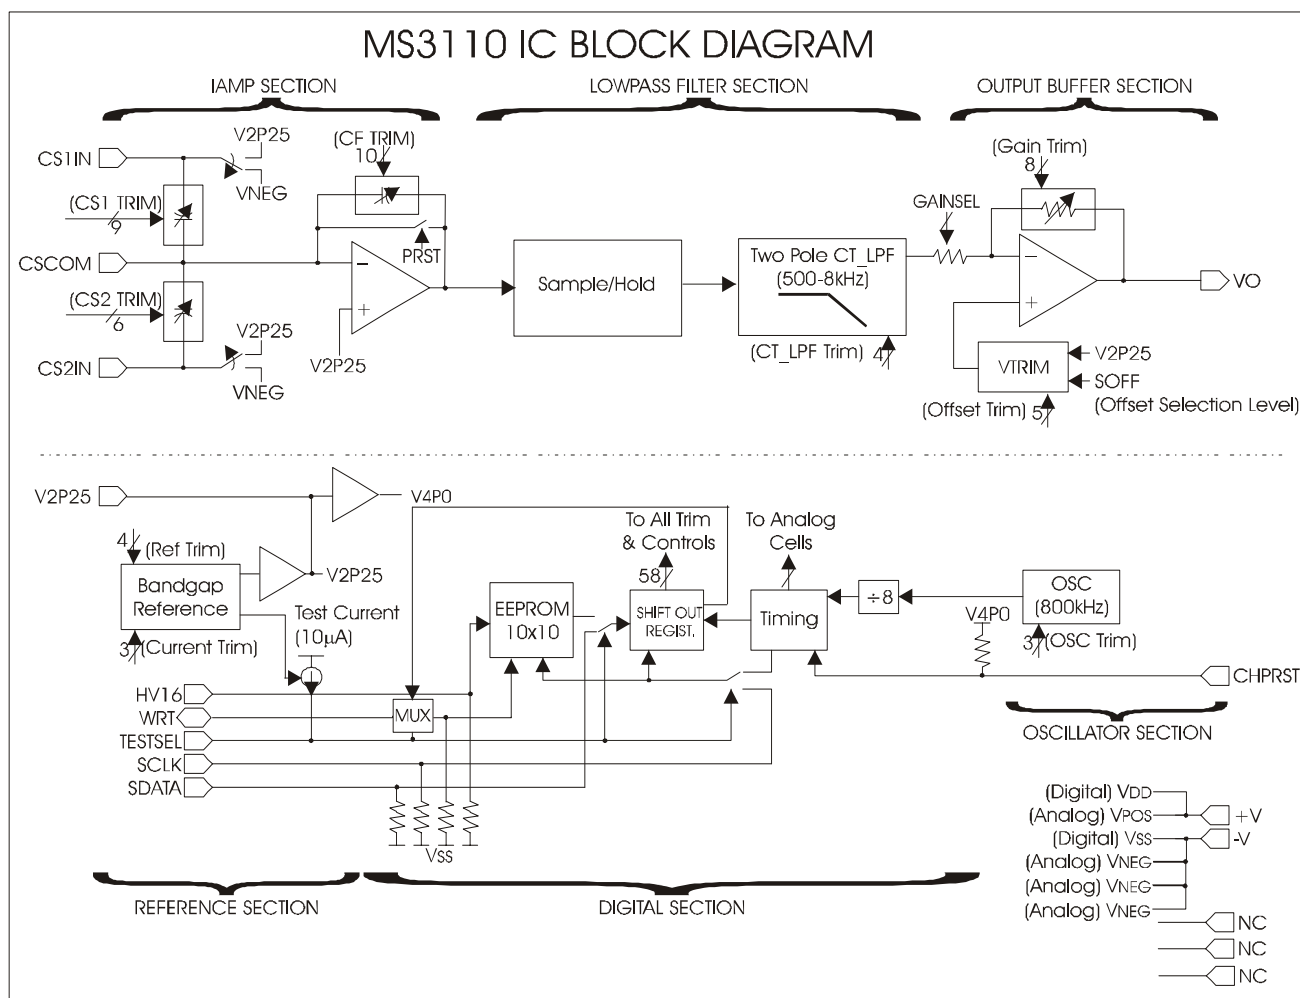 MS3110 IC BLOCK DIAGRAM
IAMP SECTION
LOWPASS FILTER SECTION
OUTPUT BUFFER SECTION
CS1IN
V2P25
VNEG
(CS1 TRIM)
9
CSCOM
(CS2 TRIM)
6
CS2IN
V2P25
VNEG
(CF TRIM)
10
PRST
−
+
V2P25
Sample/Hold
Two Pole CT_LPF
(500-8kHz)
(CT_LPF Trim)
4
GAINSEL
(Gain Trim)
8
−
+
VO
VTRIM
V2P25
SOFF
(Offset Selection Level)
(Offset Trim)
5
V2P25
V4P0
4
(Ref Trim)
Bandgap
Reference
V2P25
3
(Current Trim)
Test Current
(10µA)
To All Trim
& Controls
58
To Analog
Cells
EEPROM
10x10
SHIFT OUT
REGIST.
Timing
÷8
OSC
(800kHz)
3
(OSC Trim)
V4P0
CHPRST
HV16
WRT
MUX
TESTSEL
SCLK
SDATA
VSS
OSCILLATOR SECTION
(Digital) VDD
(Analog) VPOS
+V
(Digital) VSS
-V
(Analog) VNEG
(Analog) VNEG
(Analog) VNEG
NC
NC
NC
REFERENCE SECTION
DIGITAL SECTION